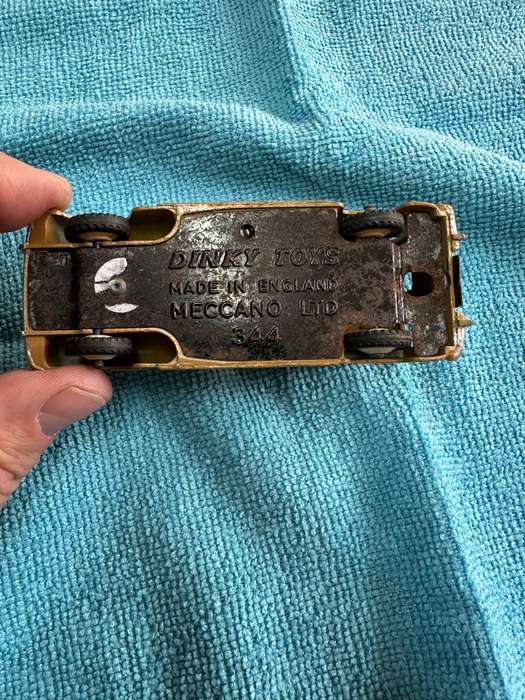 DINKY TOYS
MADE IN ENGLAND
MECCANO LTD
344